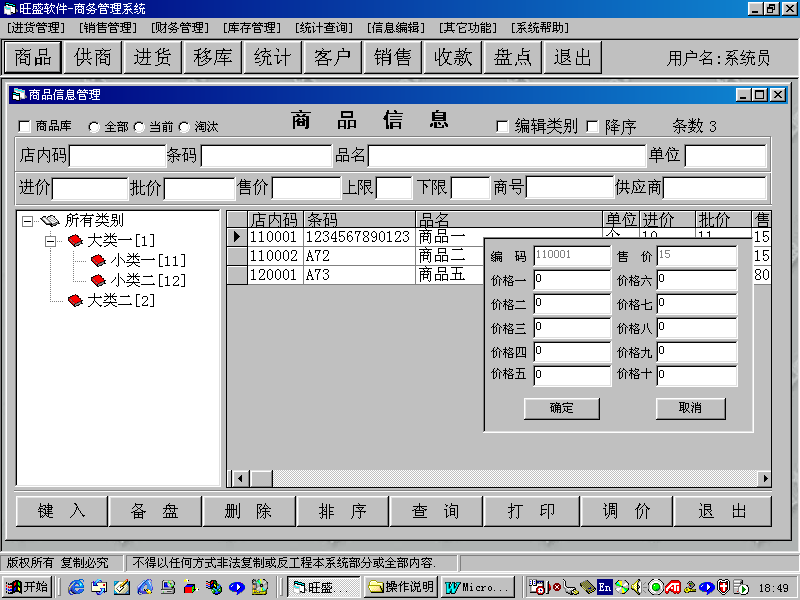 旺盛软件-商务管理系统
[进货管理] [销售管理] [财务管理] [库存管理] [统计查询] [信息编辑] [其它功能] [系统帮助]
商品 供商 进货 移库 统计 客户 销售 收款 盘点 退出 用户名:系统员
商品信息管理
商品库 全部 当前 淘汰 商 品 信 息 编辑类别 降序 条数 3
店内码 条码 品名 单位
进价 批价 售价 上限 下限 商号 供应商
所有类别
大类一[1]
小类一[11]
小类二[12]
大类二[2]
店内码 条码 品名 单位 进价 批价 售
110001 1234567890123 商品一 个 10 11 15
110002 A72 商品二 15
120001 A73 商品五 80
编 码 110001 售 价 15
价格一 0 价格六 0
价格二 0 价格七 0
价格三 0 价格八 0
价格四 0 价格九 0
价格五 0 价格十 0
确定 取消
键 入 备 盘 删 除 排 序 查 询 打 印 调 价 退 出
版权所有 复制必究 不得以任何方式非法复制或反工程本系统部分或全部内容.
开始 旺盛... 操作说明 Micro... En 18:49